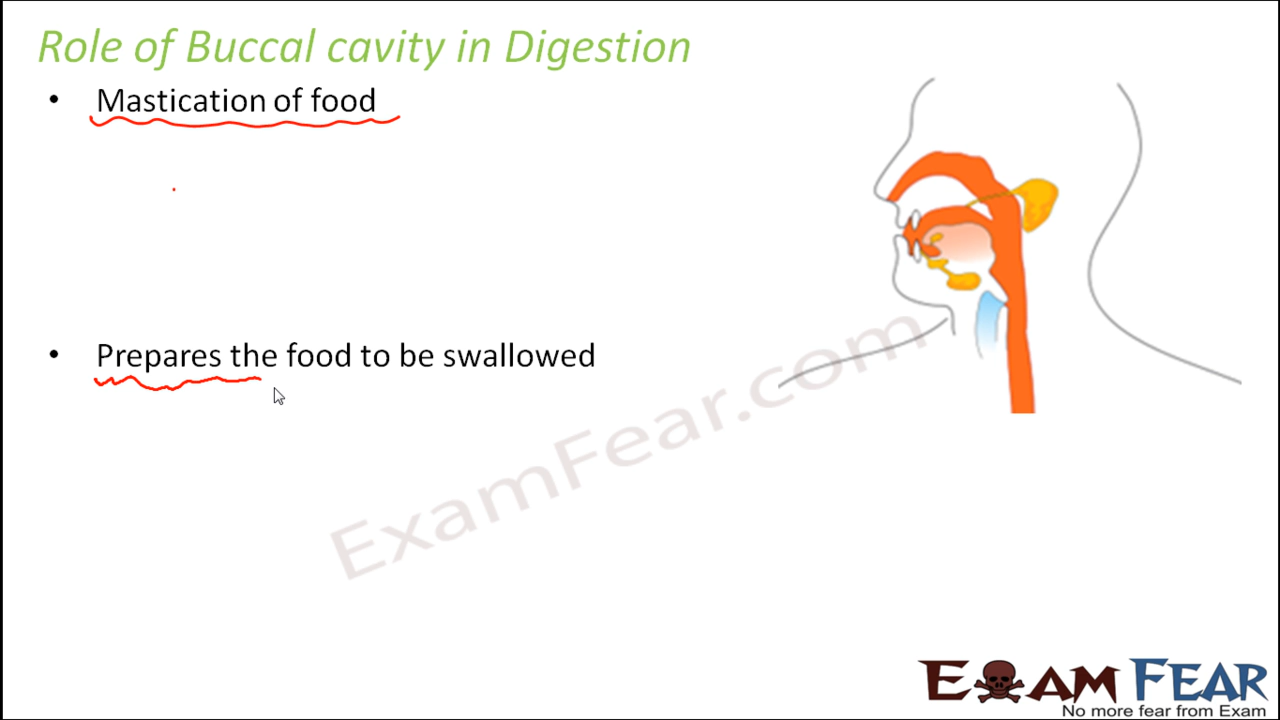 Role of Buccal cavity in Digestion
• Mastication of food
• Prepares the food to be swallowed
ExamFear.com
EXAM FEAR
No more fear from Exam